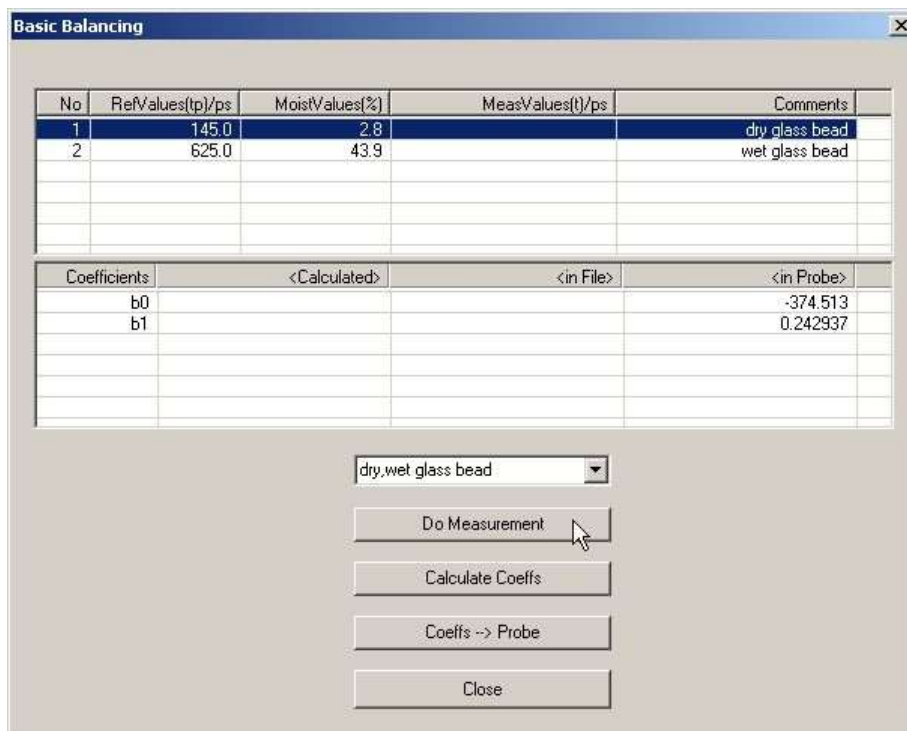 Basic Balancing
No RefValues(tp)/ps MoistValues(%) MeasValues(t)/ps Comments
1 145.0 2.8 dry glass bead
2 625.0 43.9 wet glass bead
Coefficients <Calculated> <in File> <in Probe>
b0 -374.513
b1 0.242937
dry,wet glass bead
Do Measurement
Calculate Coeffs
Coeffs --> Probe
Close